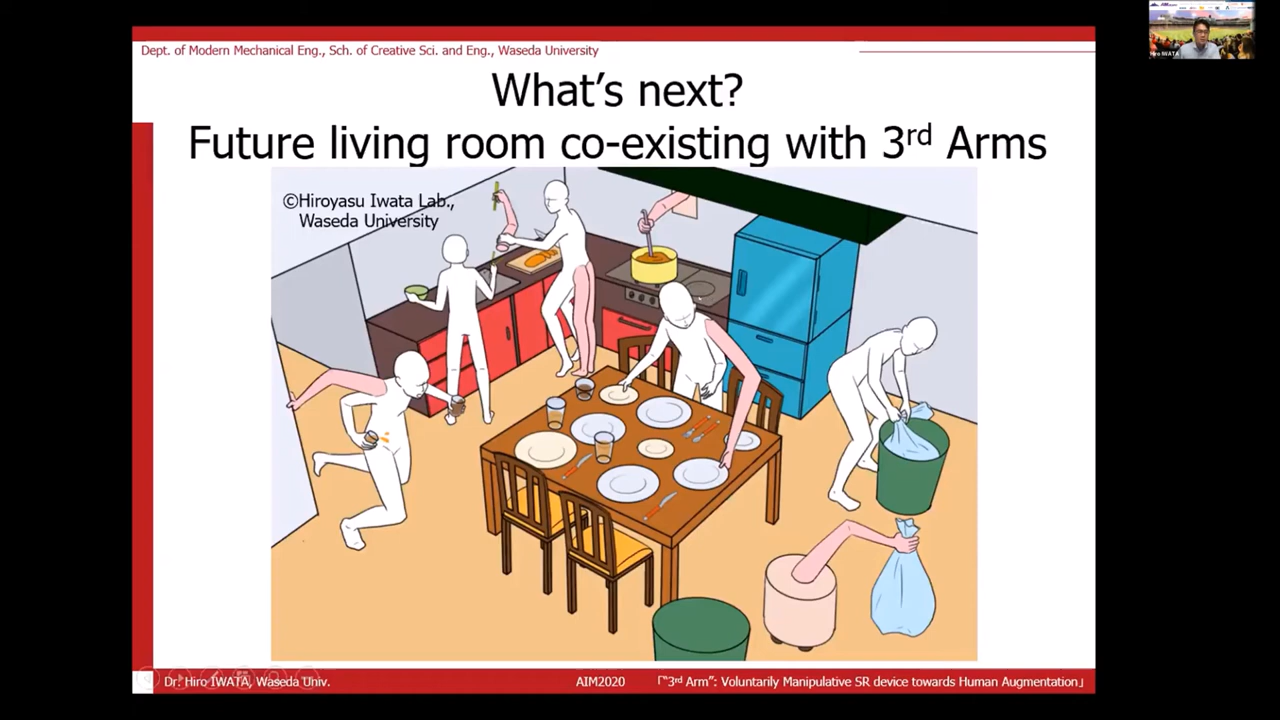 Dept. of Modern Mechanical Eng., Sch. of Creative Sci. and Eng., Waseda University
What's next?
Future living room co-existing with 3rd Arms
©Hiroyasu Iwata Lab.,
Waseda University
Dr. Hiro IWATA, Waseda Univ.
AIM2020
「"3rd Arm": Voluntarily Manipulative SR device towards Human Augmentation」
Hiro IWATA